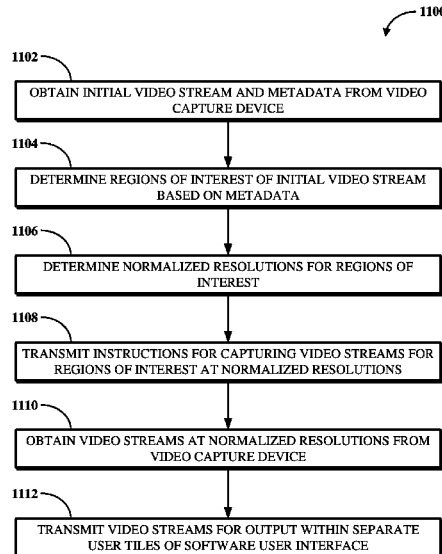 1100
1102
OBTAIN INITIAL VIDEO STREAM AND METADATA FROM VIDEO
CAPTURE DEVICE
1104
DETERMINE REGIONS OF INTEREST OF INITIAL VIDEO STREAM
BASED ON METADATA
1106
DETERMINE NORMALIZED RESOLUTIONS FOR REGIONS OF
INTEREST
1108
TRANSMIT INSTRUCTIONS FOR CAPTURING VIDEO STREAMS FOR
REGIONS OF INTEREST AT NORMALIZED RESOLUTIONS
1110
OBTAIN VIDEO STREAMS AT NORMALIZED RESOLUTIONS FROM
VIDEO CAPTURE DEVICE
1112
TRANSMIT VIDEO STREAMS FOR OUTPUT WITHIN SEPARATE
USER TILES OF SOFTWARE USER INTERFACE